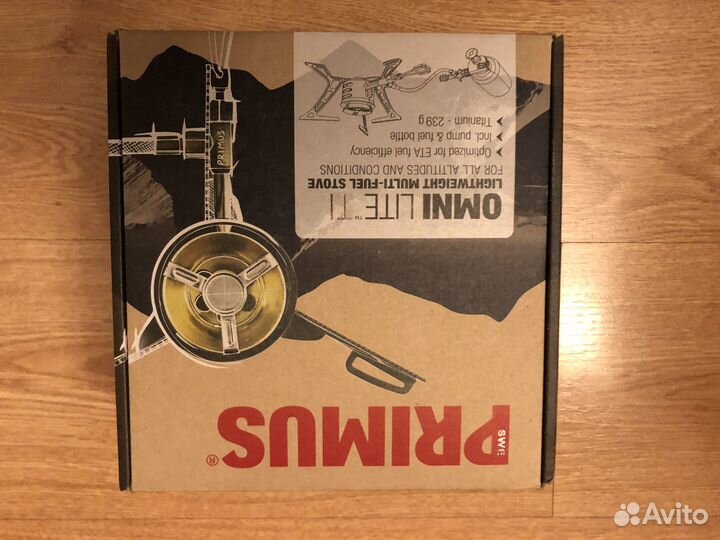 PRIMUS®
SWE
OMNI LITE™ TI
LIGHTWEIGHT MULTI-FUEL STOVE
FOR ALL ALTITUDES AND CONDITIONS
Optimized for ETA fuel efficiency
Incl. pump & fuel bottle
Titanium - 239 g
PRIMUS
Avito